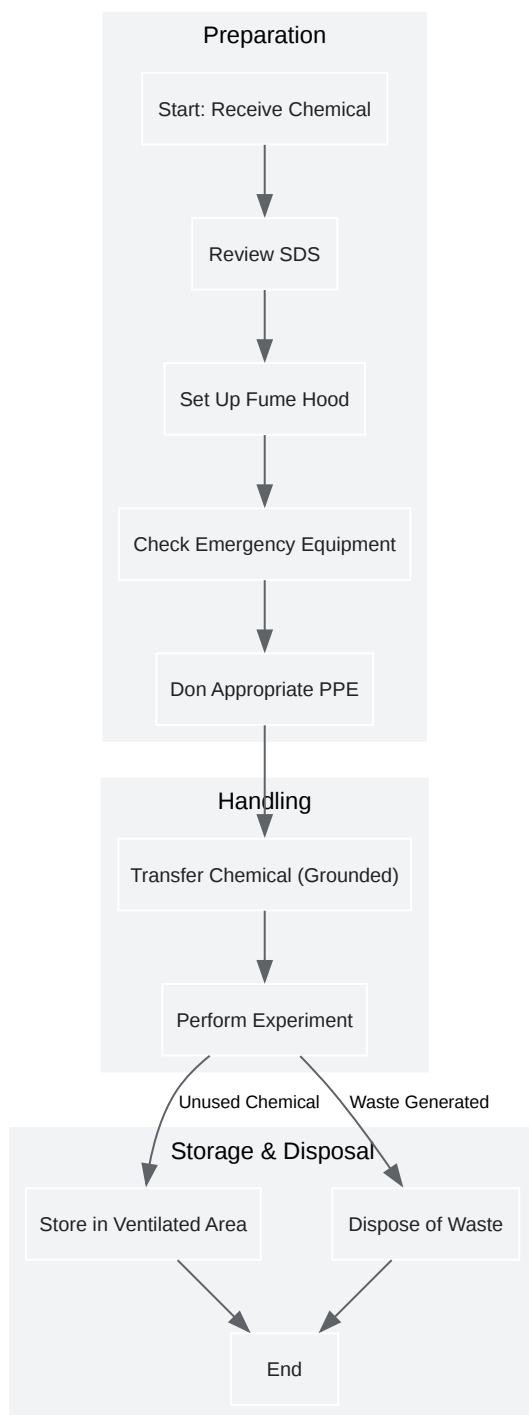 Preparation
Start: Receive Chemical
Review SDS
Set Up Fume Hood
Check Emergency Equipment
Don Appropriate PPE
Handling
Transfer Chemical (Grounded)
Perform Experiment
Unused Chemical
Waste Generated
Storage & Disposal
Store in Ventilated Area
Dispose of Waste
End